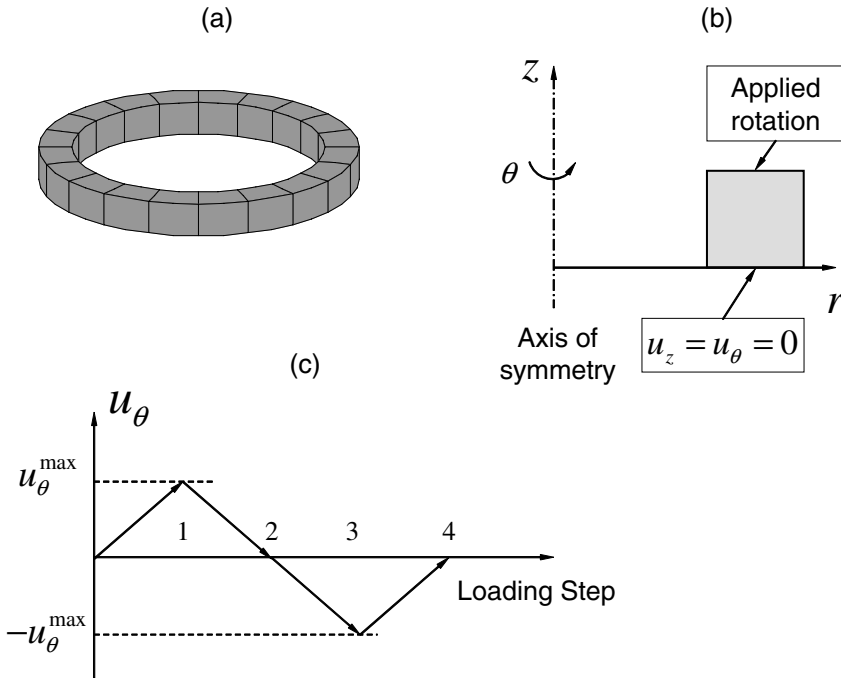 (a)
(b)
z
Applied
rotation
θ
r
Axis of
symmetry
u_z = u_θ = 0
(c)
u_θ
u_θ^max
1 2 3 4
Loading Step
−u_θ^max